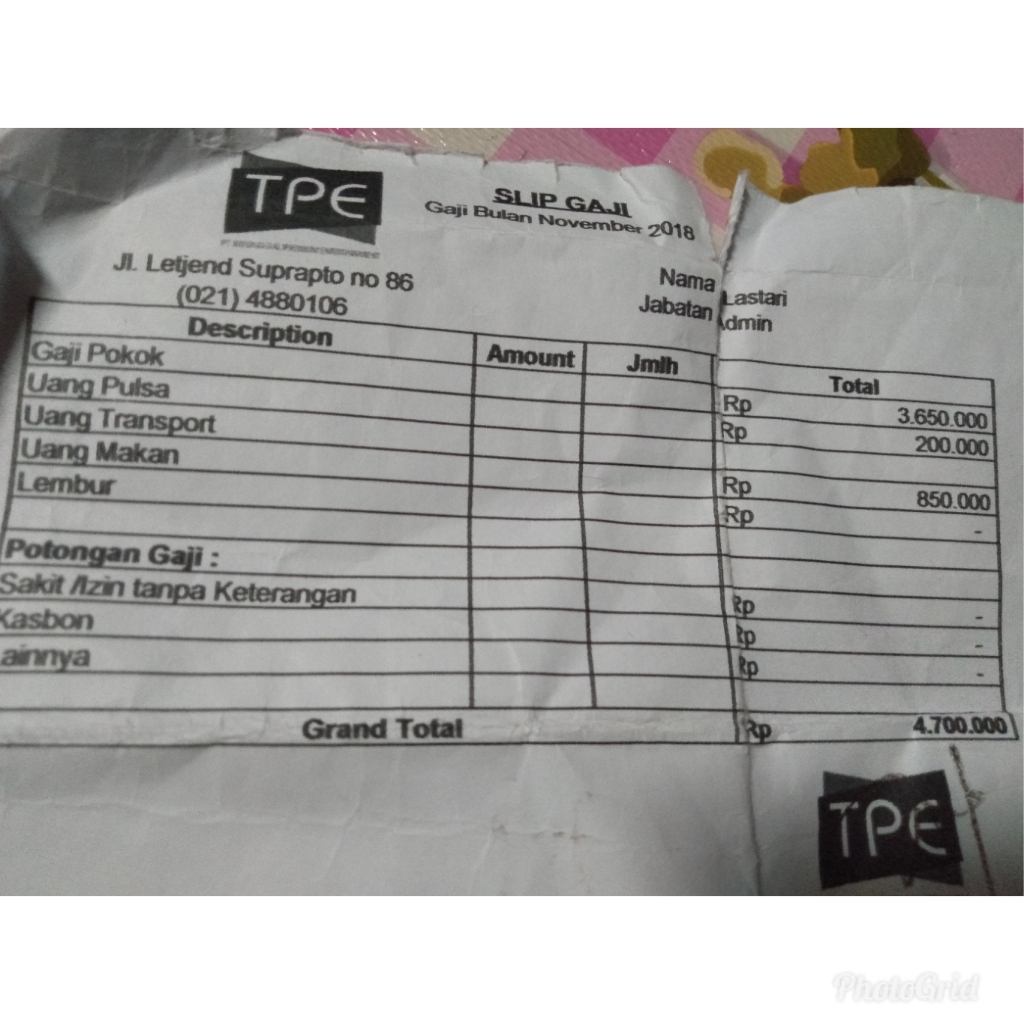 TPE
SLIP GAJI
Gaji Bulan November 2018
Jl. Letjend Suprapto no 86
(021) 4880106
Nama Lastari
Jabatan dmin
Description Amount Jmlh Total
Gaji Pokok Rp 3.650.000
Uang Pulsa Rp 200.000
Uang Transport
Uang Makan Rp 850.000
Lembur Rp -
Potongan Gaji :
Sakit /Izin tanpa Keterangan Rp -
Kasbon Rp -
ainnya Rp -
Grand Total Rp 4.700.000
TPE
PhotoGrid